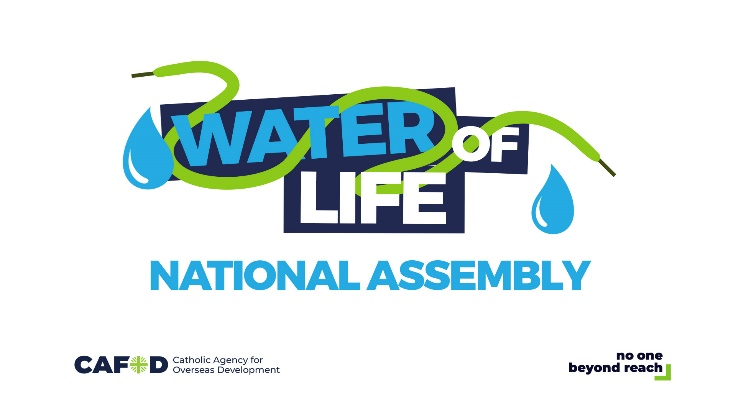 WATER OF
LIFE
NATIONAL ASSEMBLY
CAFOD
Catholic Agency for
Overseas Development
no one
beyond reach